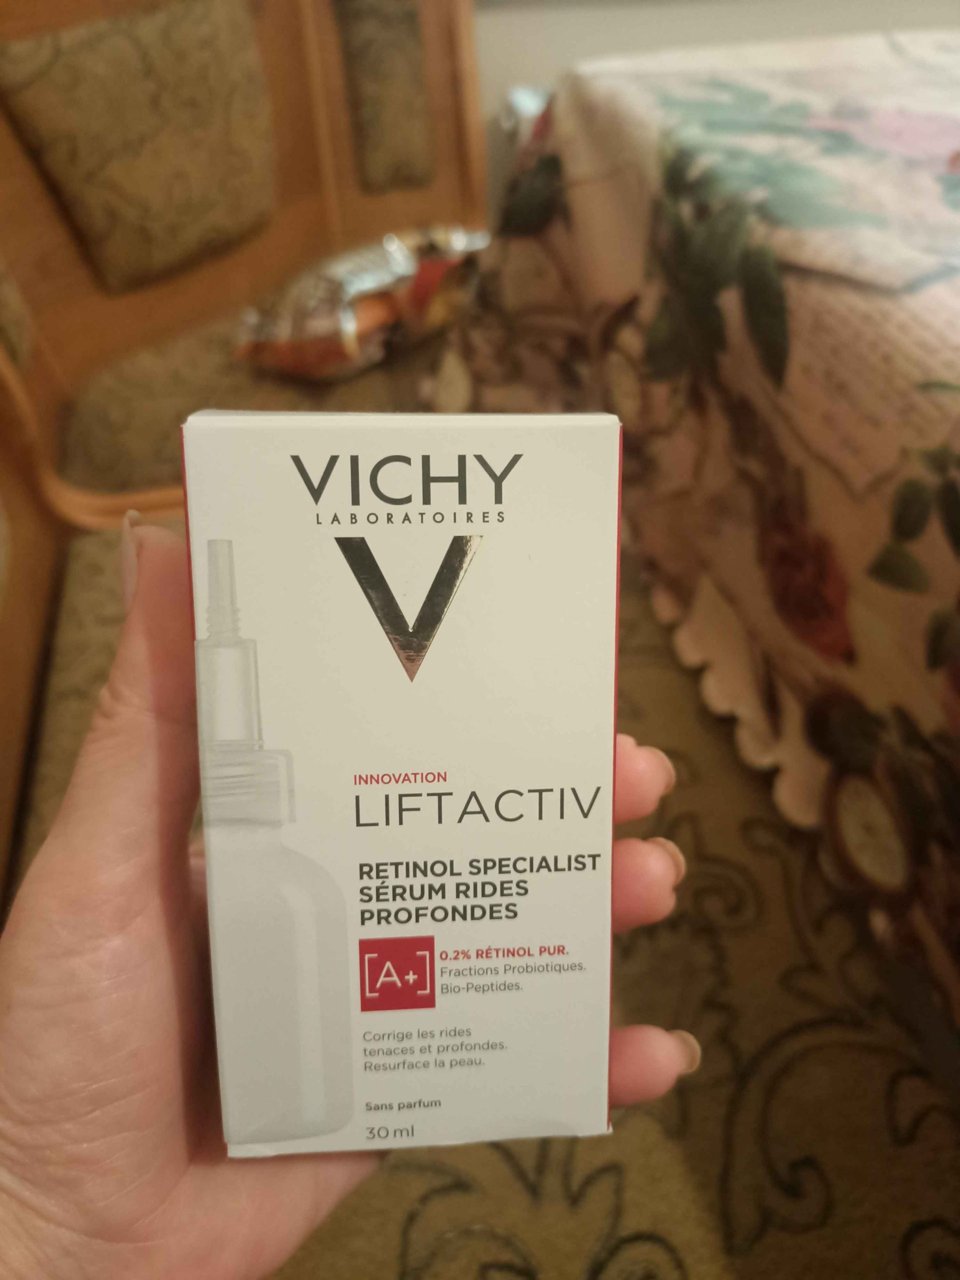 VICHY
LABORATOIRES
V
INNOVATION
LIFTACTIV
RETINOL SPECIALIST
SÉRUM RIDES
PROFONDES
[A+]
0.2% RÉTINOL PUR.
Fractions Probiotiques.
Bio-Peptides.
Corrige les rides
tenaces et profondes.
Resurface la peau.
Sans parfum
30 ml